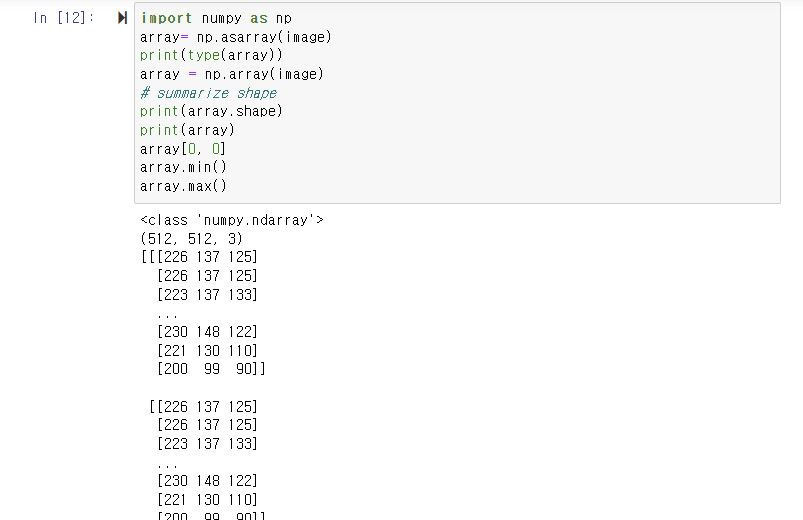 In [12]:
import numpy as np
array= np.asarray(image)
print(type(array))
array = np.array(image)
# summarize shape
print(array.shape)
print(array)
array[0, 0]
array.min()
array.max()
<class 'numpy.ndarray'>
(512, 512, 3)
[[[226 137 125]
[226 137 125]
[223 137 133]
...
[230 148 122]
[221 130 110]
[200  99  90]]
[[226 137 125]
[226 137 125]
[223 137 133]
...
[230 148 122]
[221 130 110]
[200  99  90]]